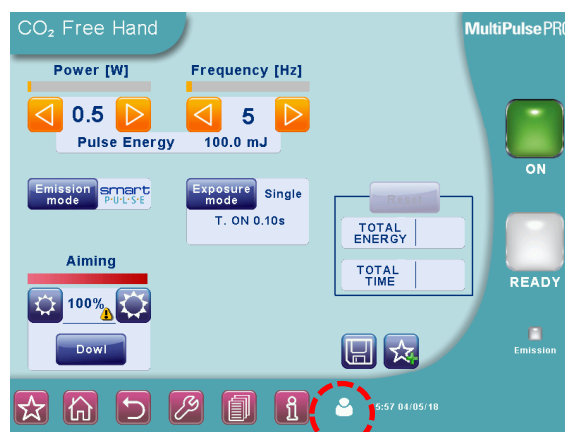 CO₂ Free Hand
MultiPulse PRO
Power [W]
Frequency [Hz]
0.5
5
Pulse Energy 100.0 mJ
ON
Emission mode
smart
P·U·L·S·E
Exposure mode
Single
T. ON 0.10s
Reset
TOTAL ENERGY
TOTAL TIME
READY
Aiming
100%
Dowl
Emission
5:57 04/05/18